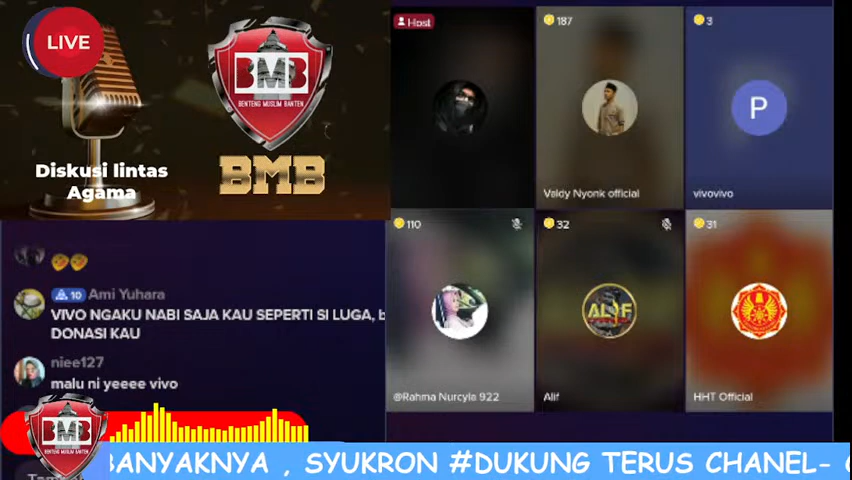 LIVE
BMB
BENTENG MUSLIM BANTEN
Diskusi lintas
Agama
BMB
Host
187
3
P
Valdy Nyonk official
vivovivo
110
32
31
ALIF
@Rahma Nurcyla 922
Alif
HHT Official
10 Ami Yuhara
VIVO NGAKU NABI SAJA KAU SEPERTI SI LUGA, b
DONASI KAU
niee127
malu ni yeeee vivo
BMB
BANYAKNYA , SYUKRON #DUKUNG TERUS CHANEL-